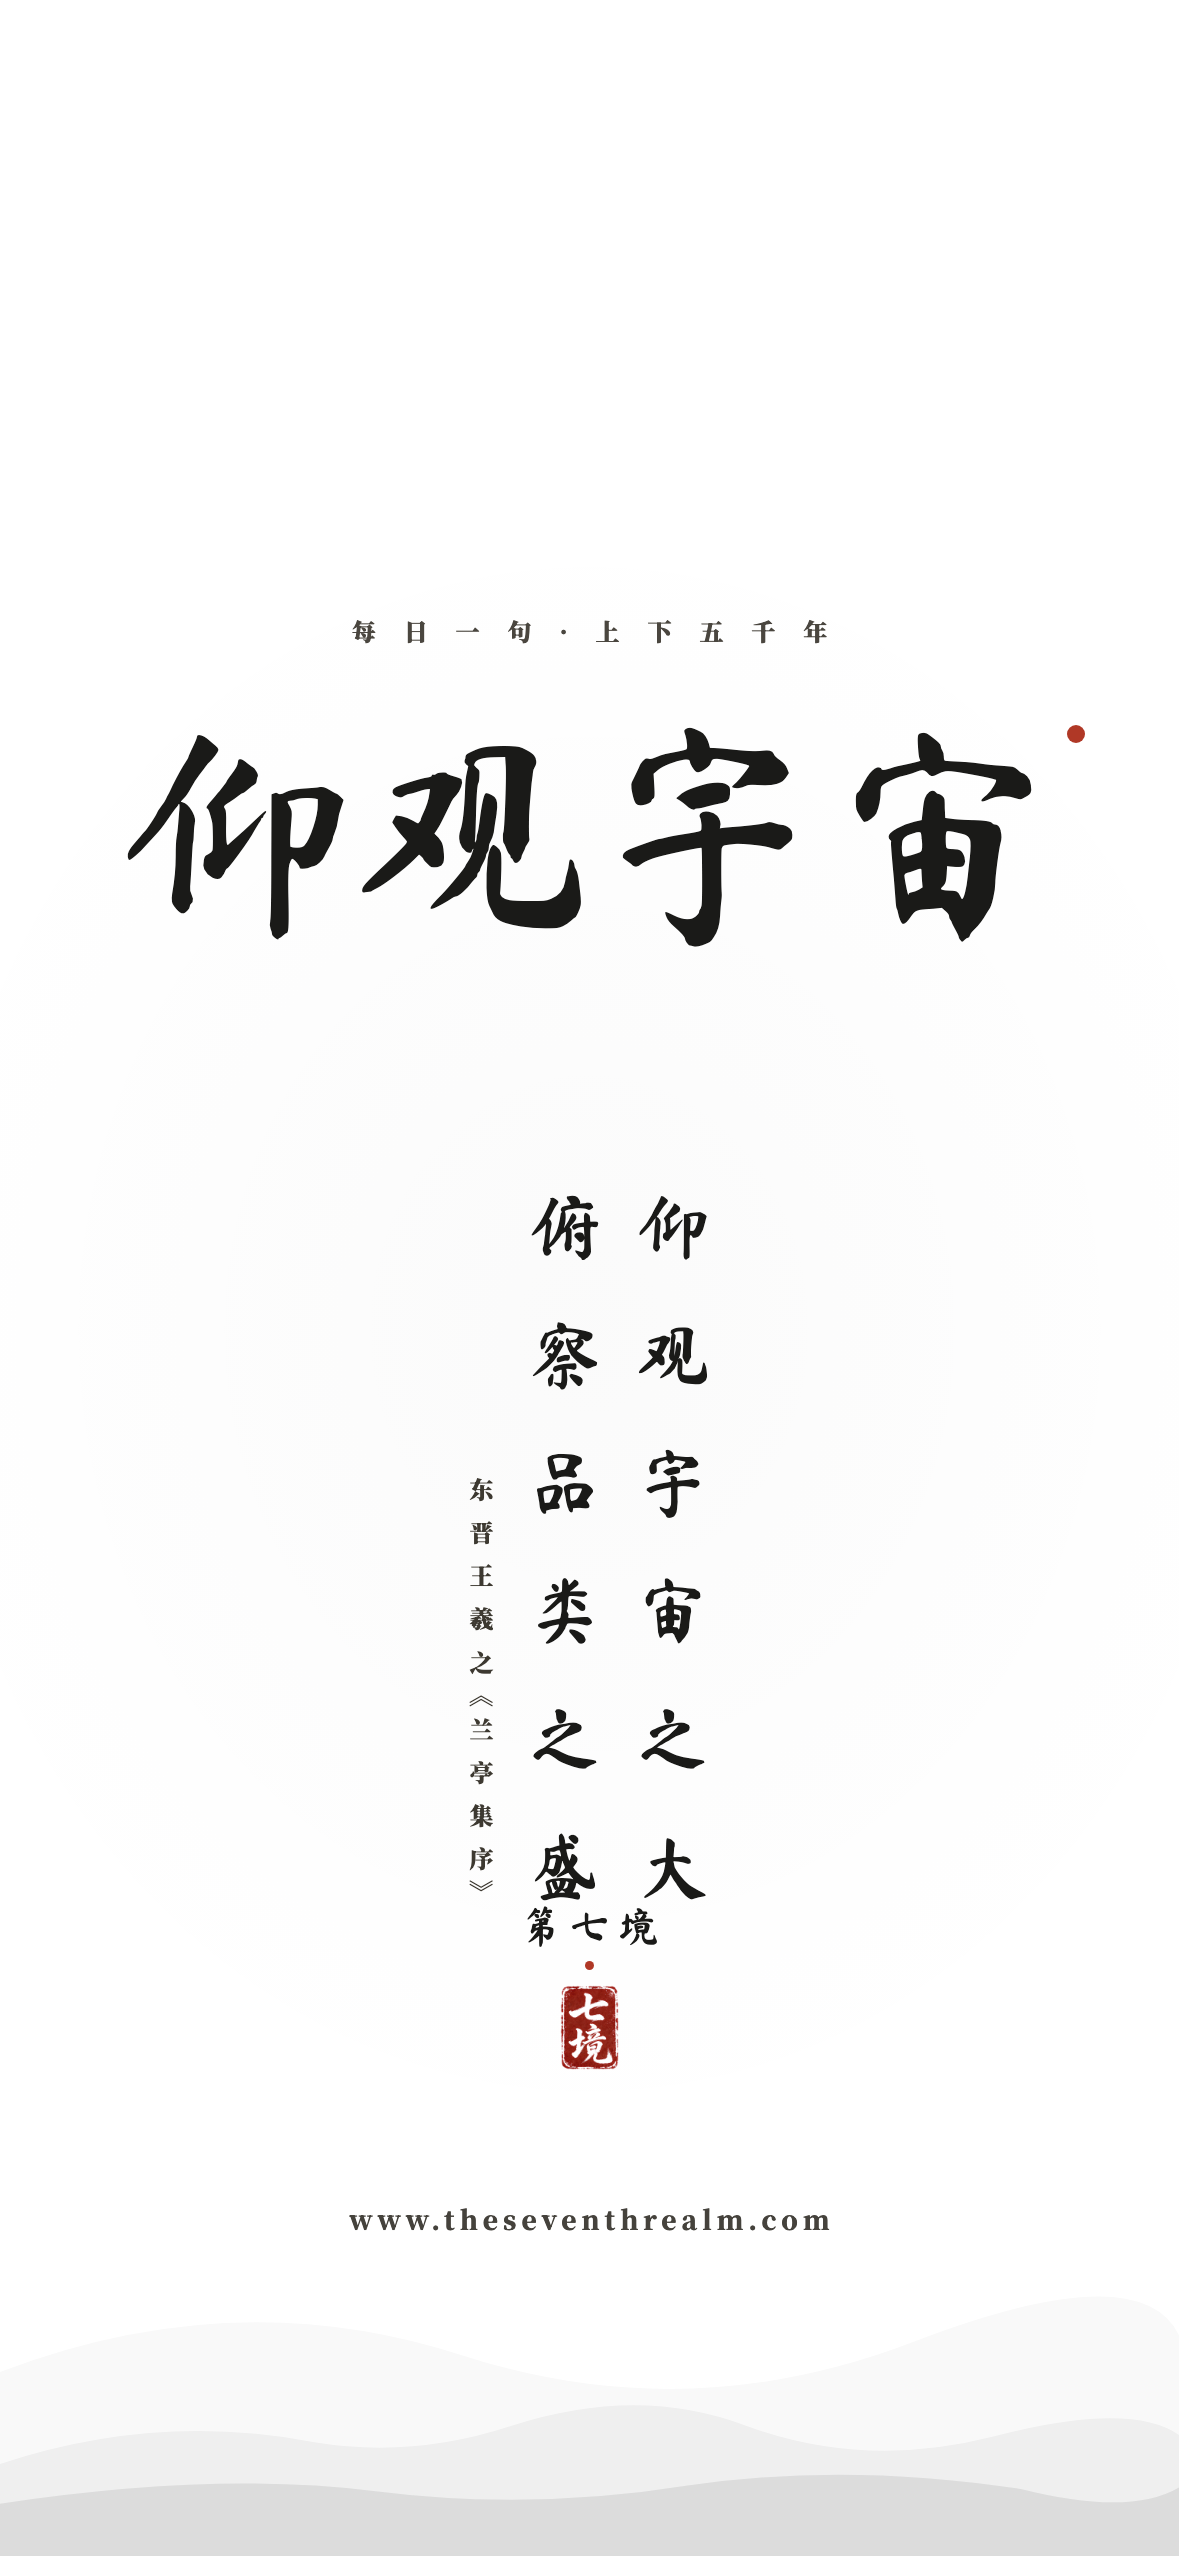 每日一句·上下五千年
仰观宇宙
仰观宇宙之大
俯察品类之盛
东晋王羲之《兰亭集序》
第七境
七境
www.theseventhrealm.com